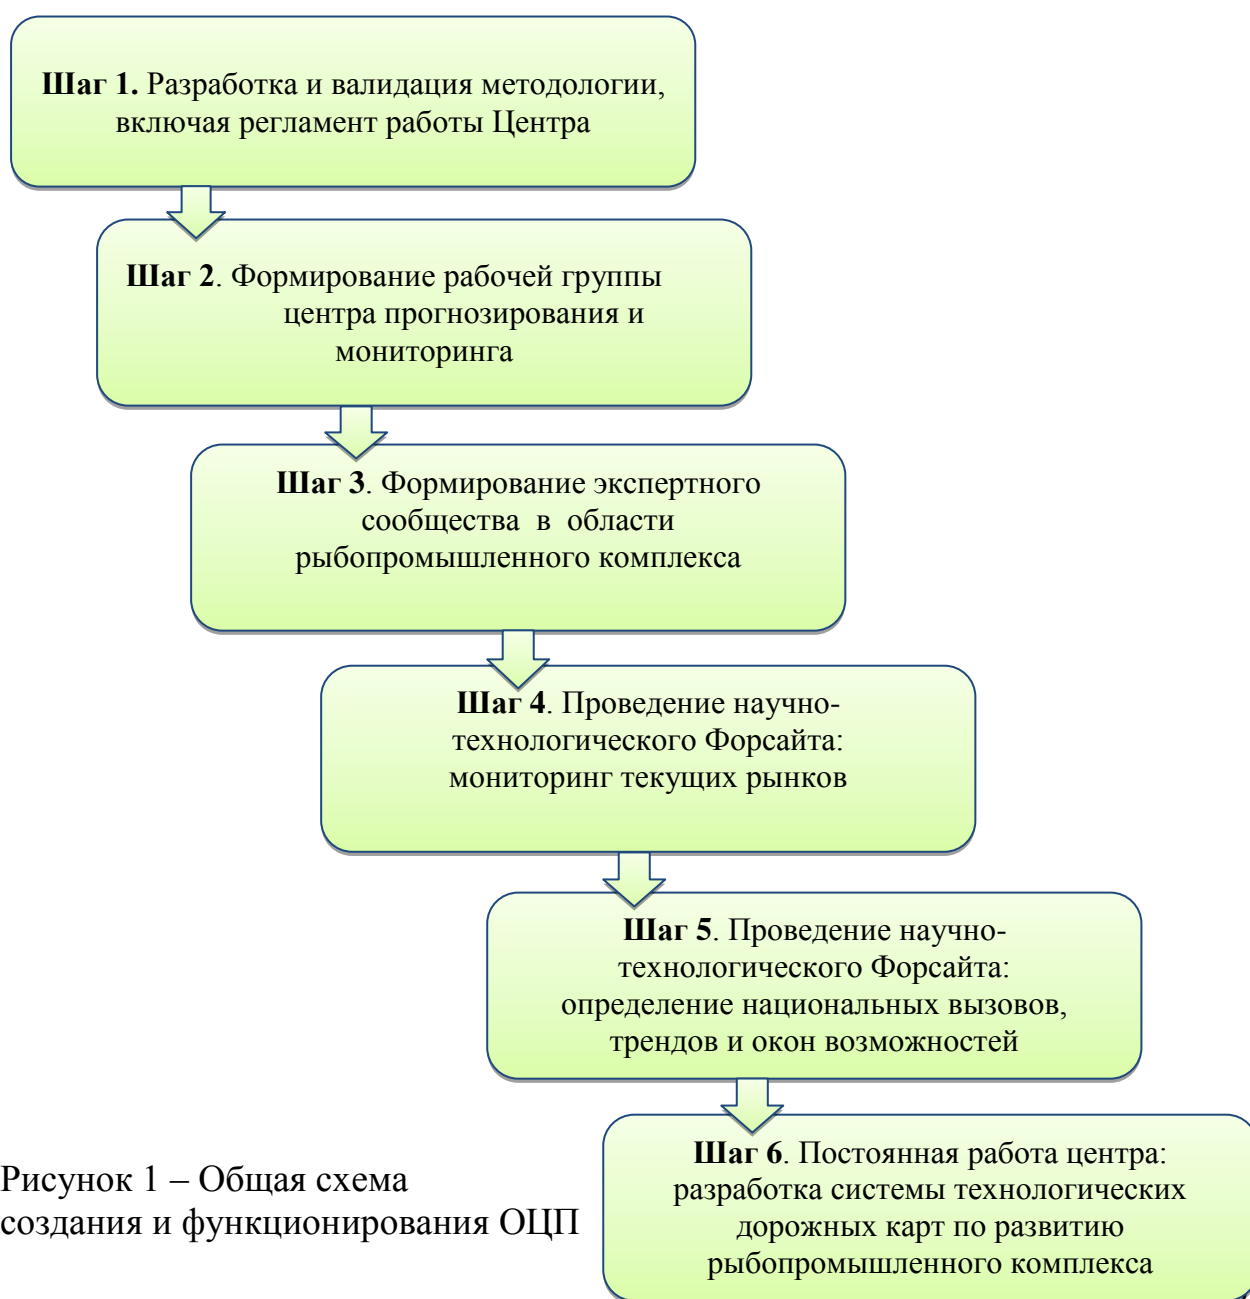 Шаг 1. Разработка и валидация методологии,
включая регламент работы Центра
Шаг 2. Формирование рабочей группы
центра прогнозирования и
мониторинга
Шаг 3. Формирование экспертного
сообщества в области
рыбопромышленного комплекса
Шаг 4. Проведение научно-
технологического Форсайта:
мониторинг текущих рынков
Шаг 5. Проведение научно-
технологического Форсайта:
определение национальных вызовов,
трендов и окон возможностей
Шаг 6. Постоянная работа центра:
разработка системы технологических
дорожных карт по развитию
рыбопромышленного комплекса
Рисунок 1 – Общая схема
создания и функционирования ОЦП